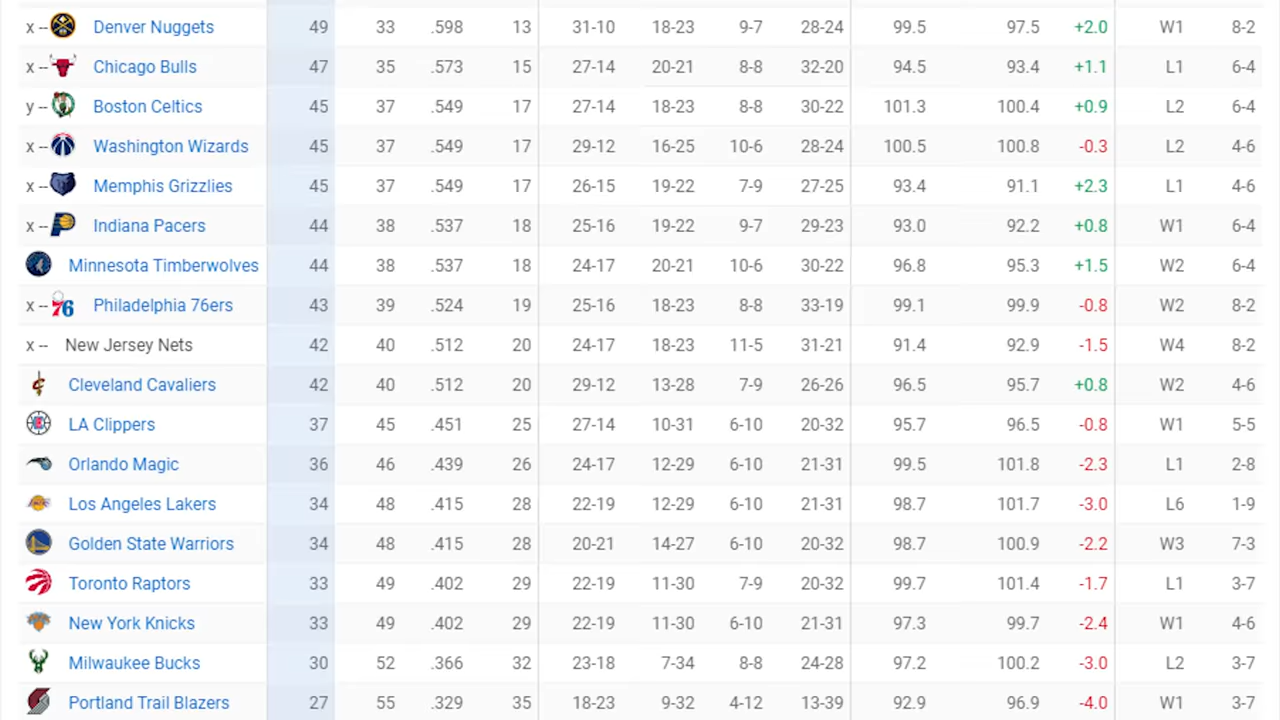 x -- Denver Nuggets 49 33 .598 13 31-10 18-23 9-7 28-24 99.5 97.5 +2.0 W1 8-2
x -- Chicago Bulls 47 35 .573 15 27-14 20-21 8-8 32-20 94.5 93.4 +1.1 L1 6-4
y -- Boston Celtics 45 37 .549 17 27-14 18-23 8-8 30-22 101.3 100.4 +0.9 L2 6-4
x -- Washington Wizards 45 37 .549 17 29-12 16-25 10-6 28-24 100.5 100.8 -0.3 L2 4-6
x -- Memphis Grizzlies 45 37 .549 17 26-15 19-22 7-9 27-25 93.4 91.1 +2.3 L1 4-6
x -- Indiana Pacers 44 38 .537 18 25-16 19-22 9-7 29-23 93.0 92.2 +0.8 W1 6-4
Minnesota Timberwolves 44 38 .537 18 24-17 20-21 10-6 30-22 96.8 95.3 +1.5 W2 6-4
x -- 76 Philadelphia 76ers 43 39 .524 19 25-16 18-23 8-8 33-19 99.1 99.9 -0.8 W2 8-2
x -- New Jersey Nets 42 40 .512 20 24-17 18-23 11-5 31-21 91.4 92.9 -1.5 W4 8-2
Cleveland Cavaliers 42 40 .512 20 29-12 13-28 7-9 26-26 96.5 95.7 +0.8 W2 4-6
LA Clippers 37 45 .451 25 27-14 10-31 6-10 20-32 95.7 96.5 -0.8 W1 5-5
Orlando Magic 36 46 .439 26 24-17 12-29 6-10 21-31 99.5 101.8 -2.3 L1 2-8
Los Angeles Lakers 34 48 .415 28 22-19 12-29 6-10 21-31 98.7 101.7 -3.0 L6 1-9
Golden State Warriors 34 48 .415 28 20-21 14-27 6-10 20-32 98.7 100.9 -2.2 W3 7-3
Toronto Raptors 33 49 .402 29 22-19 11-30 7-9 20-32 99.7 101.4 -1.7 L1 3-7
New York Knicks 33 49 .402 29 22-19 11-30 6-10 21-31 97.3 99.7 -2.4 W1 4-6
Milwaukee Bucks 30 52 .366 32 23-18 7-34 8-8 24-28 97.2 100.2 -3.0 L2 3-7
Portland Trail Blazers 27 55 .329 35 18-23 9-32 4-12 13-39 92.9 96.9 -4.0 W1 3-7